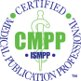 CERTIFIED
MEDICAL PUBLICATION PROFESSIONAL
CMPP
ISMPP